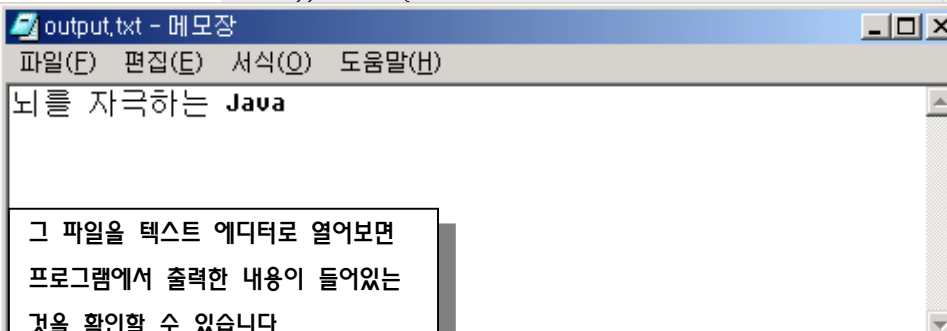 output.txt - 메모장
파일(F) 편집(E) 서식(O) 도움말(H)
뇌를 자극하는 Java
그 파일을 텍스트 에디터로 열어보면
프로그램에서 출력한 내용이 들어있는
것을 확인할 수 있습니다